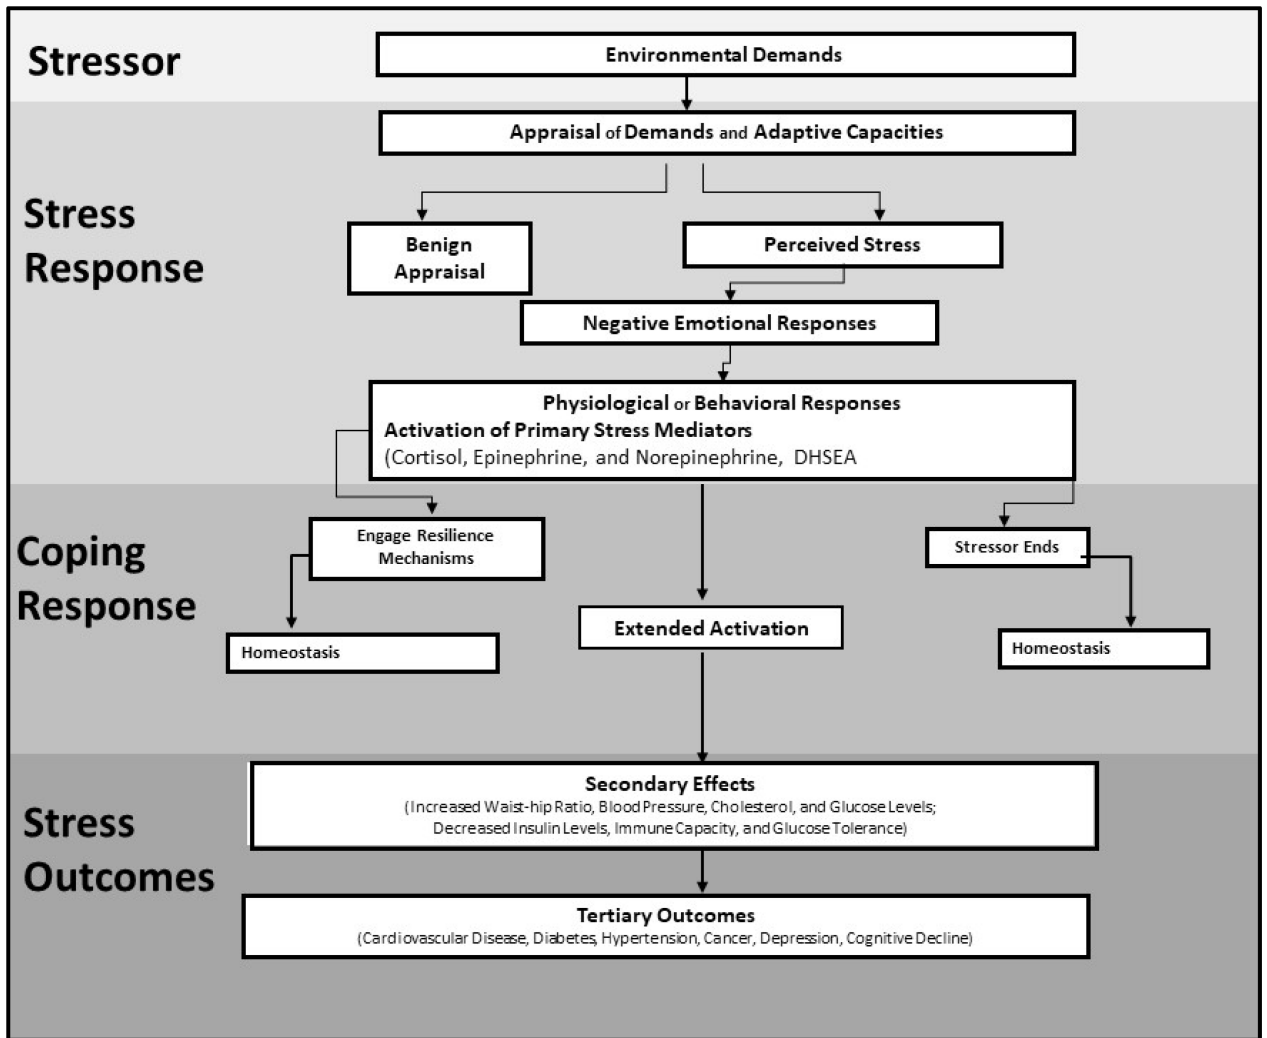 Stressor
Environmental Demands
Appraisal of Demands and Adaptive Capacities
Stress
Response
Benign
Appraisal
Perceived Stress
Negative Emotional Responses
Physiological or Behavioral Responses
Activation of Primary Stress Mediators
(Cortisol, Epinephrine, and Norepinephrine, DHSEA
Coping
Response
Engage Resilience
Mechanisms
Stressor Ends
Extended Activation
Homeostasis
Homeostasis
Stress
Outcomes
Secondary Effects
(Increased Waist-hip Ratio, Blood Pressure, Cholesterol, and Glucose Levels;
Decreased Insulin Levels, Immune Capacity, and Glucose Tolerance)
Tertiary Outcomes
(Cardiovascular Disease, Diabetes, Hypertension, Cancer, Depression, Cognitive Decline)